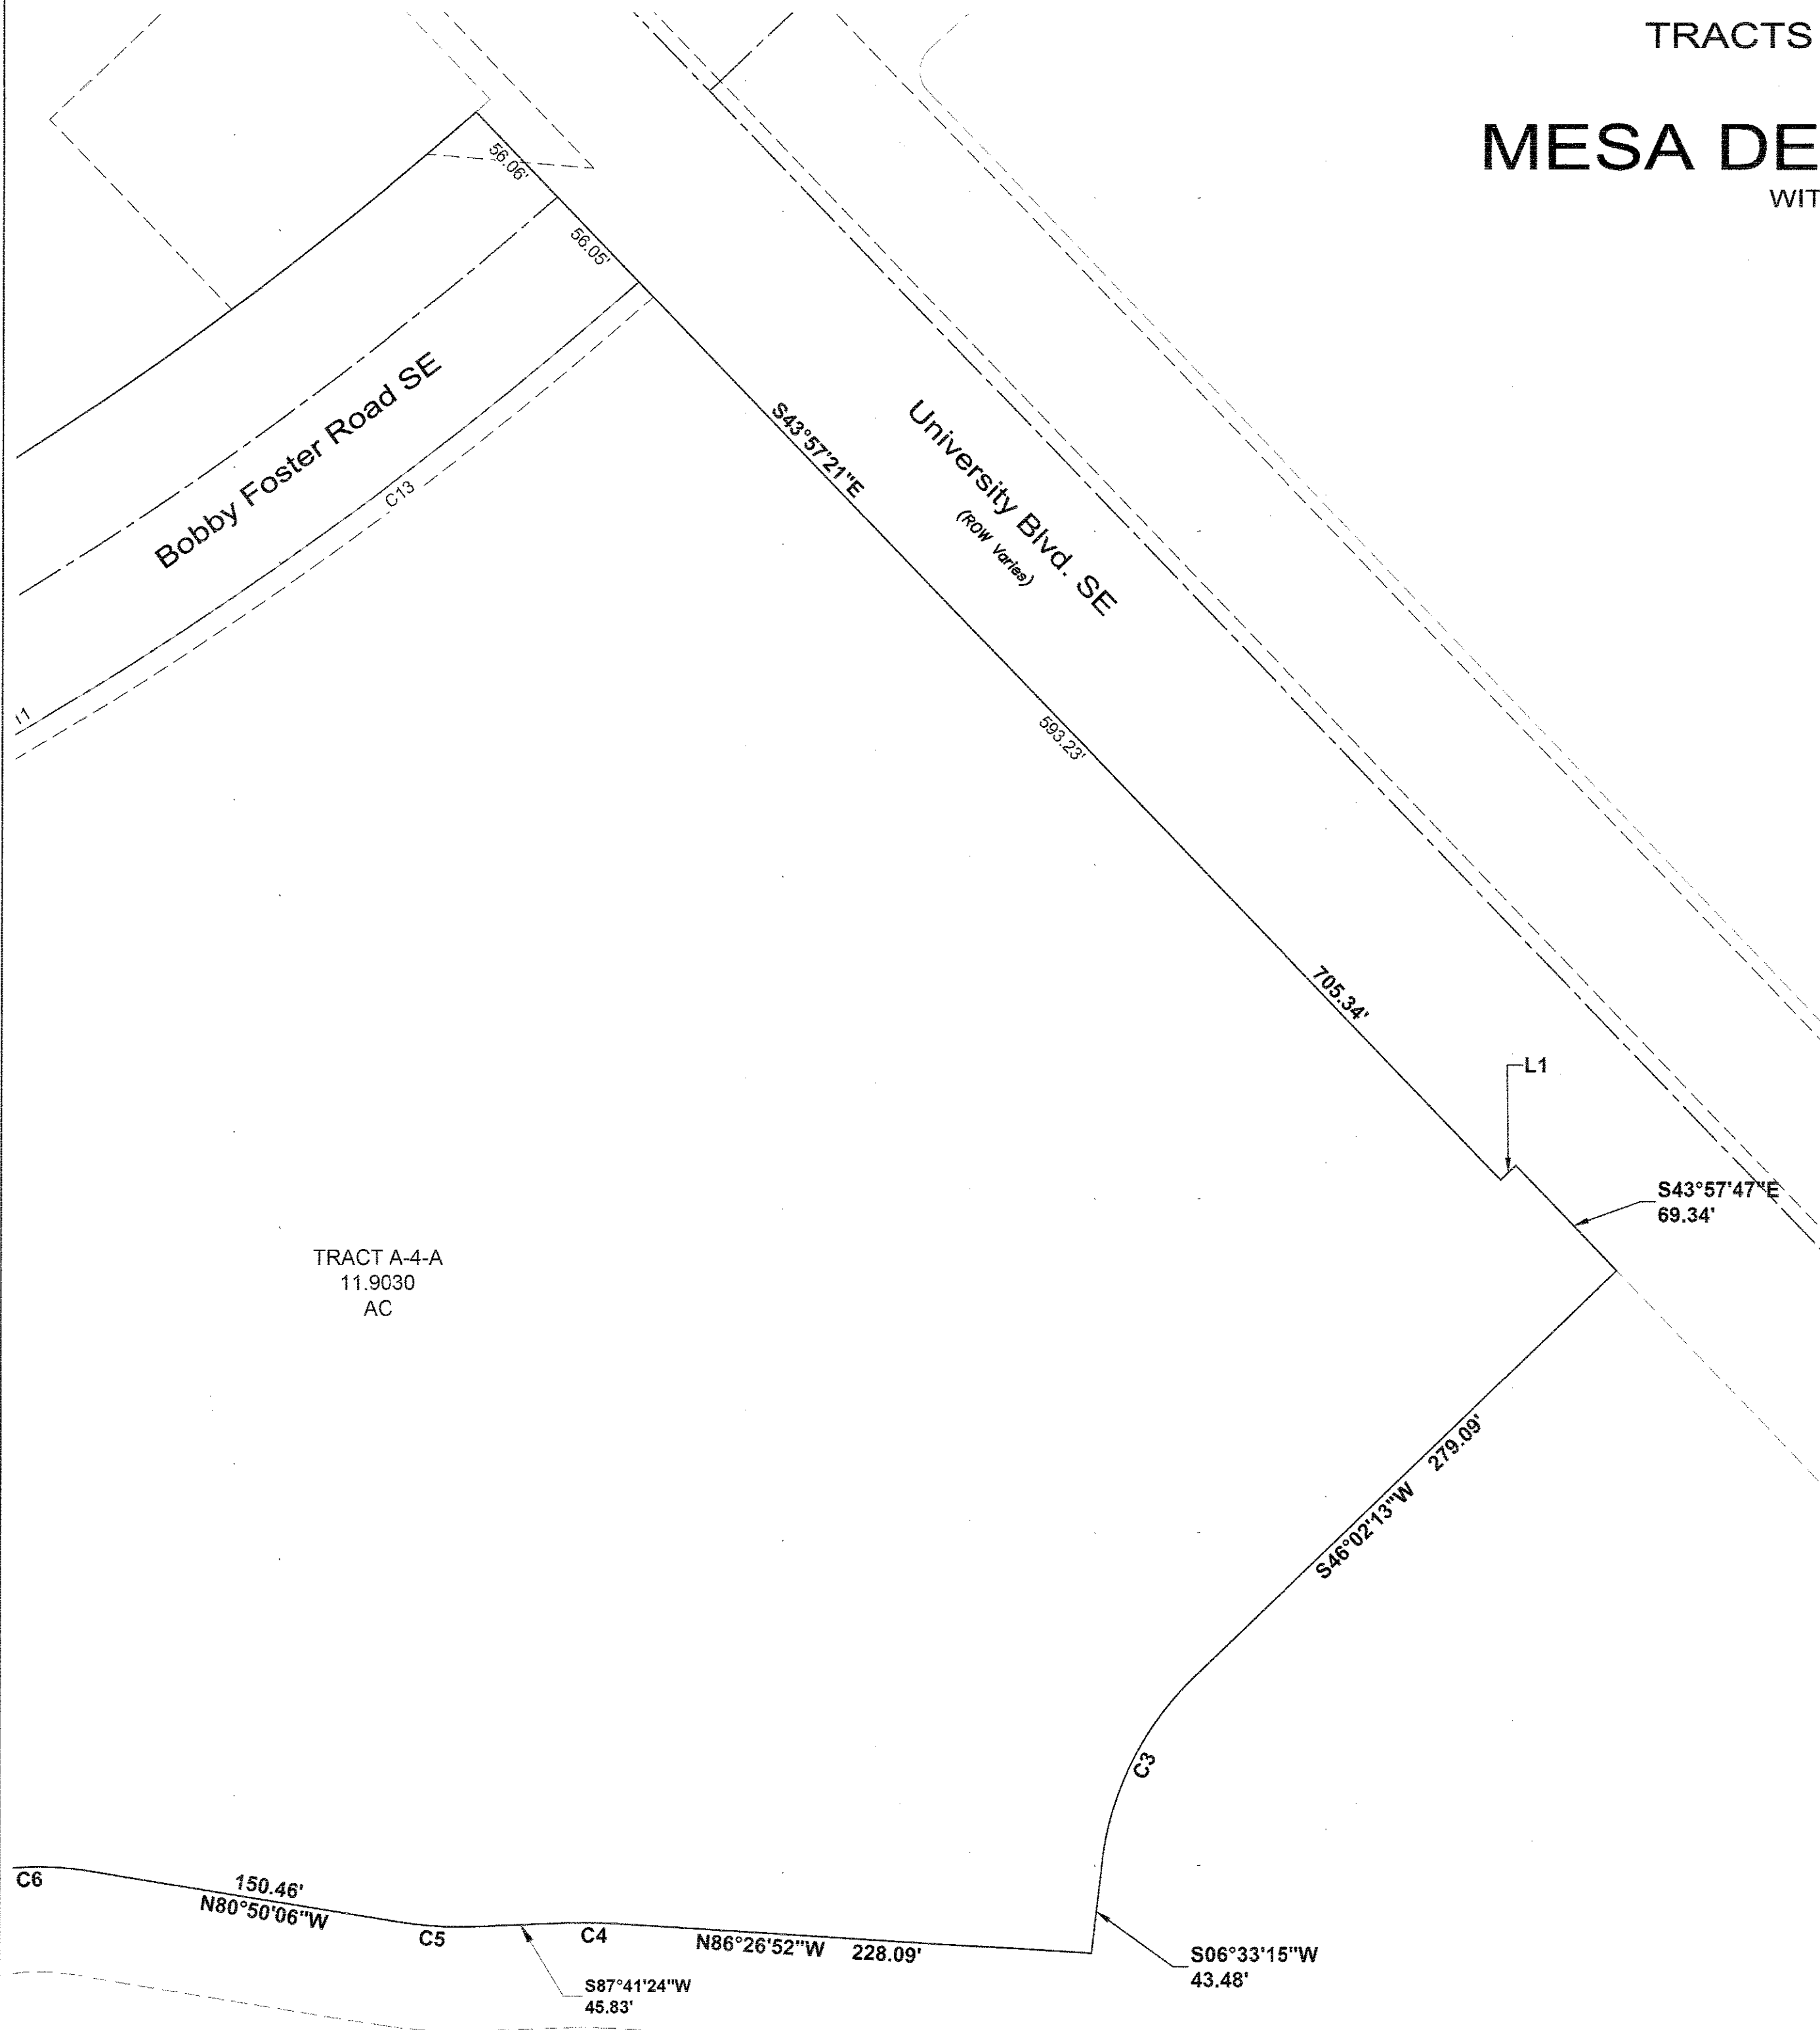 TRACTS
MESA DE
WIT
56.06'
56.05'
Bobby Foster Road SE
C13
S43°57'21"E
University Blvd. SE
(ROW Varies)
593.23'
705.34'
L1
S43°57'47"E
69.34'
TRACT A-4-A
11.9030
AC
279.09'
S46°02'13"W
C3
C6
150.46'
N80°50'06"W
C5
C4
N86°26'52"W 228.09'
S87°41'24"W
45.83'
S06°33'15"W
43.48'